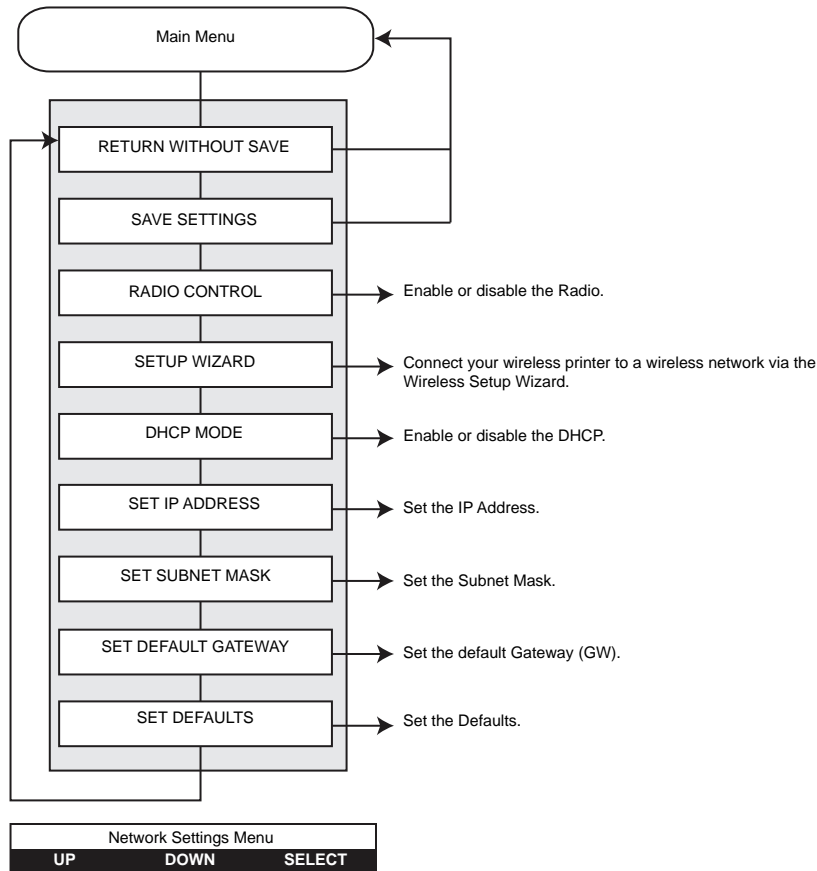 Main Menu
RETURN WITHOUT SAVE
SAVE SETTINGS
RADIO CONTROL
Enable or disable the Radio.
SETUP WIZARD
Connect your wireless printer to a wireless network via the
Wireless Setup Wizard.
DHCP MODE
Enable or disable the DHCP.
SET IP ADDRESS
Set the IP Address.
SET SUBNET MASK
Set the Subnet Mask.
SET DEFAULT GATEWAY
Set the default Gateway (GW).
SET DEFAULTS
Set the Defaults.
Network Settings Menu
UP DOWN SELECT